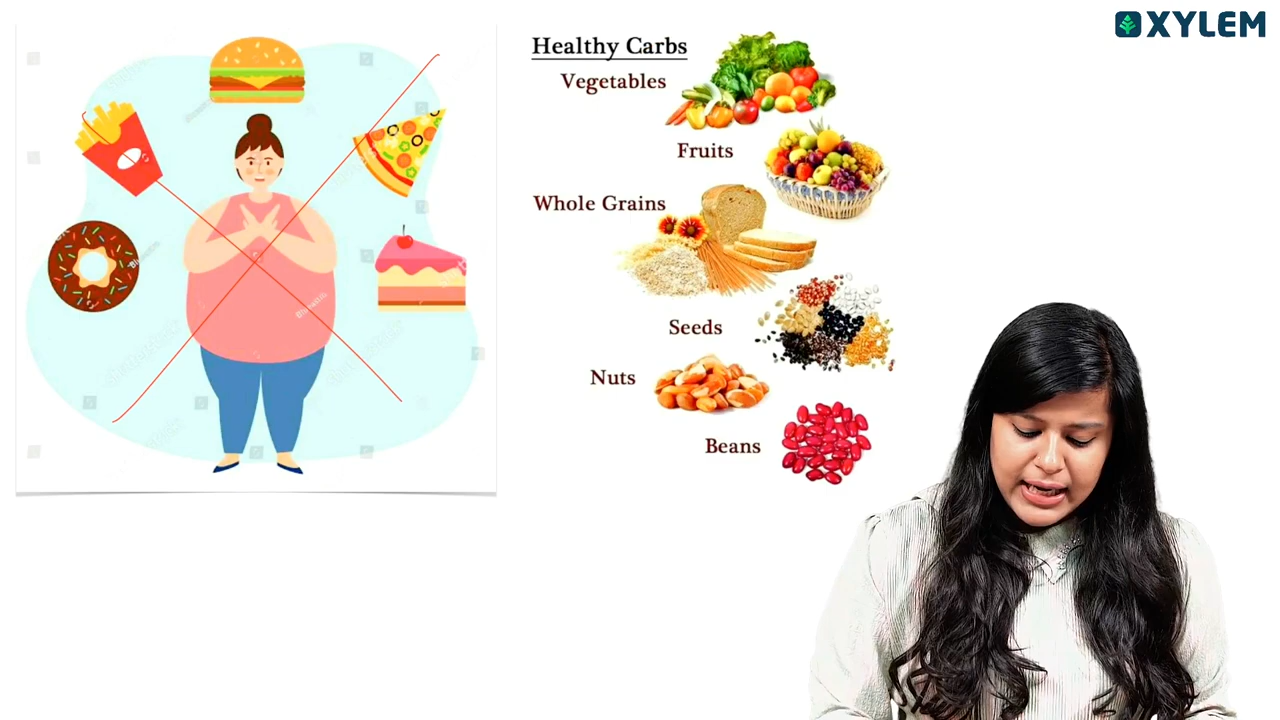 XYLEM
Healthy Carbs
Vegetables
Fruits
Whole Grains
Seeds
Nuts
Beans